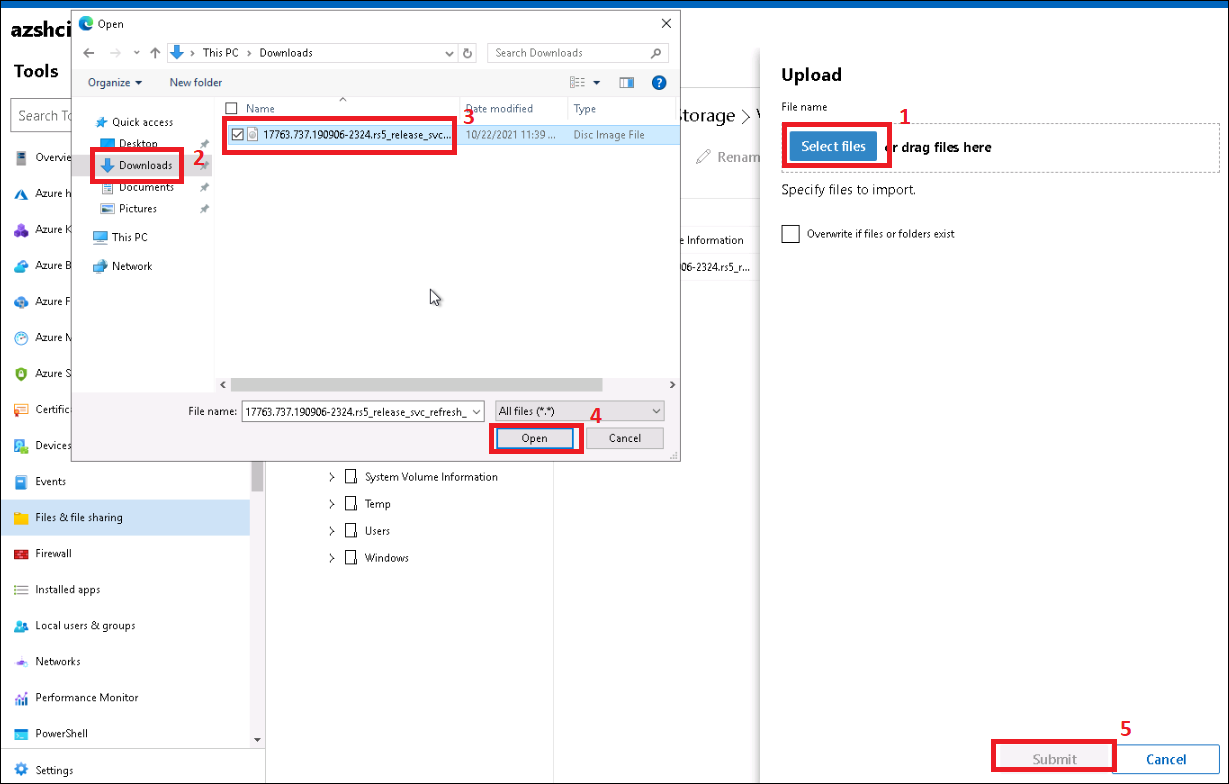 azshci
Tools
Search To
Overvie
Azure h
Azure K
Azure B
Azure F
Azure N
Azure S
Certific
Devices
Events
Files & file sharing
Firewall
Installed apps
Local users & groups
Networks
Performance Monitor
PowerShell
Settings
Open
This PC > Downloads
Search Downloads
Organize
New folder
?
Quick access
Desktop
Downloads
2
Documents
Pictures
This PC
Network
Name
Date modified
Type
3
17763.737.190906-2324.rs5_release_svc...
10/22/2021 11:39 ...
Disc Image File
File name:
17763.737.190906-2324.rs5_release_svc_refresh_
All files (*.*)
4
Open
Cancel
System Volume Information
Temp
Users
Windows
storage > V
Renam
e Information
06-2324.rs5_r...
Upload
File name
1
Select files
or drag files here
Specify files to import.
Overwrite if files or folders exist
5
Submit
Cancel